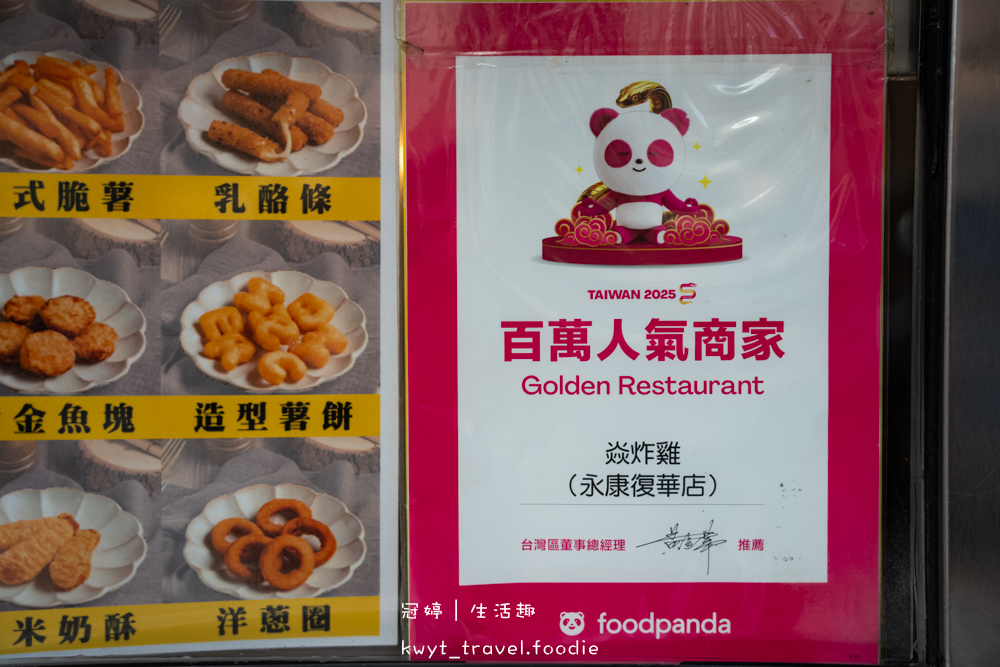 式脆薯
乳酪條
金魚塊
造型薯餅
米奶酥
洋蔥圈
TAIWAN 2025
百萬人氣商家
Golden Restaurant
焱炸雞
（永康復華店）
台灣區董事總經理
推薦
foodpanda
冠婷｜生活趣
kwyt_travel.foodie